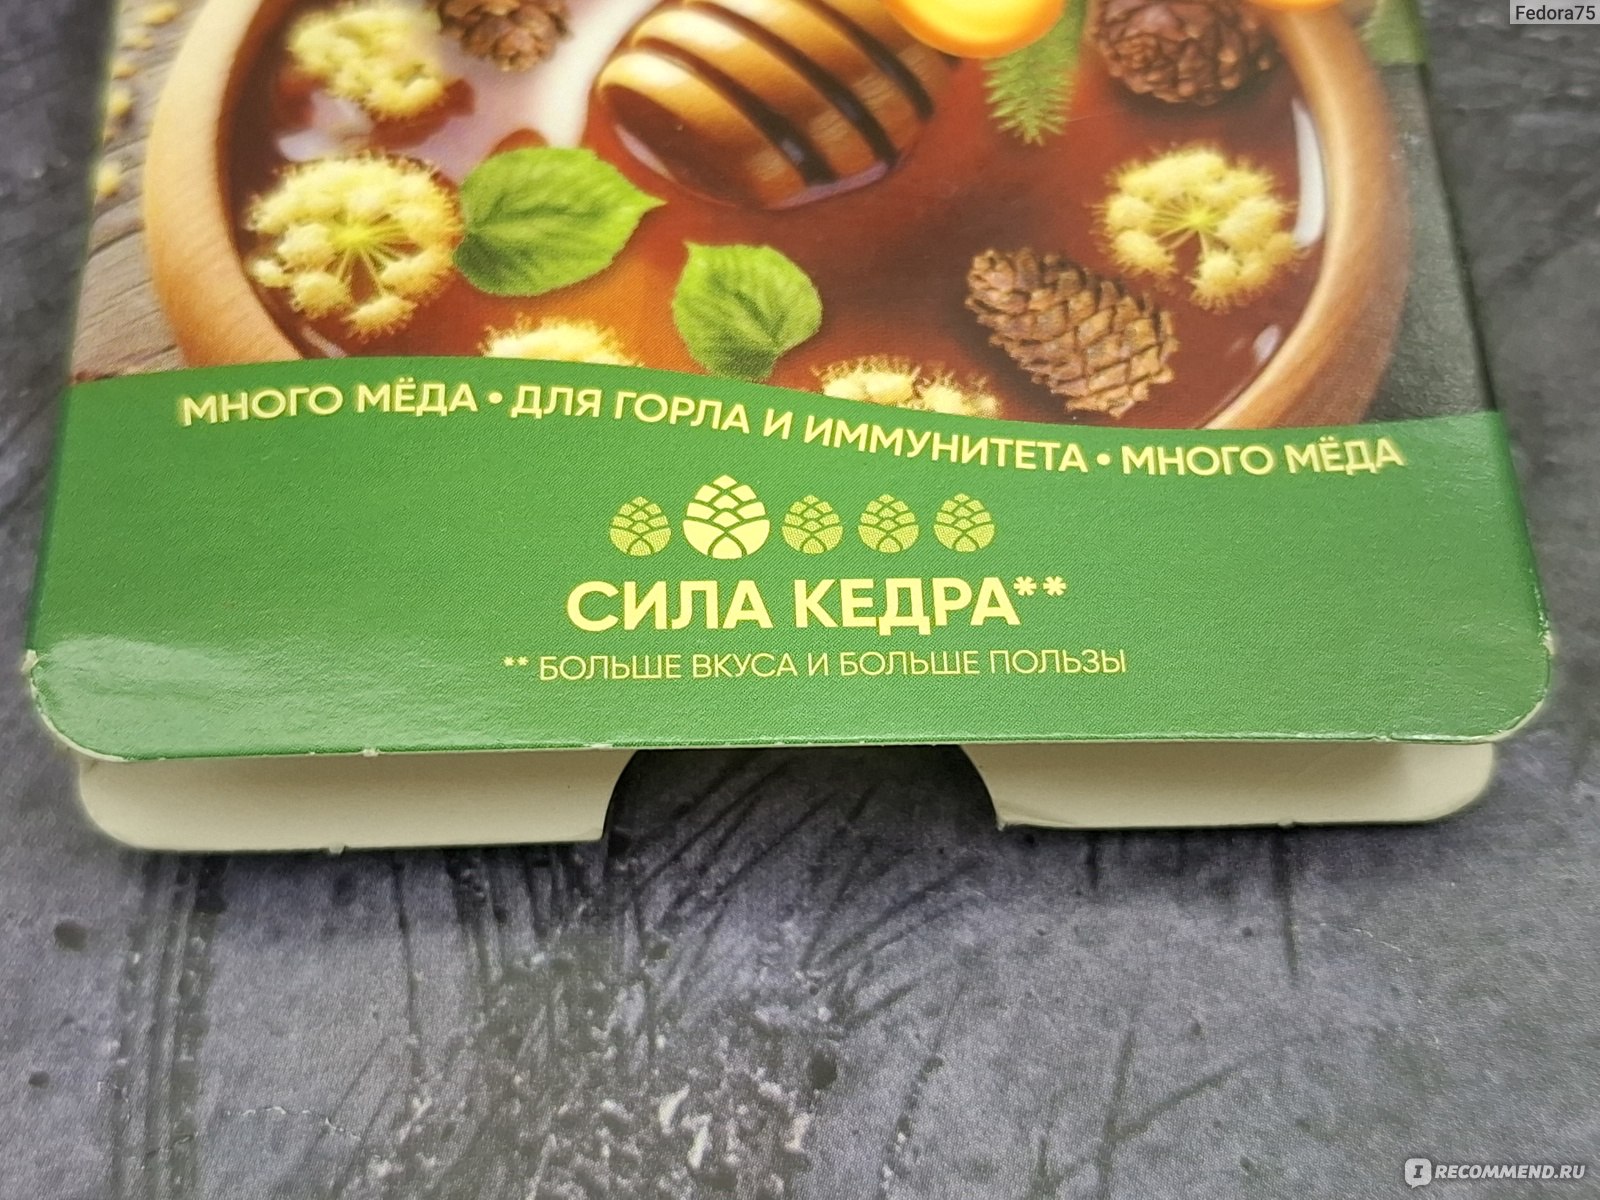 Fedora75
МНОГО МЁДА • ДЛЯ ГОРЛА И ИММУНИТЕТА • МНОГО МЁДА
СИЛА КЕДРА**
** БОЛЬШЕ ВКУСА И БОЛЬШЕ ПОЛЬЗЫ
I RECOMMEND.RU